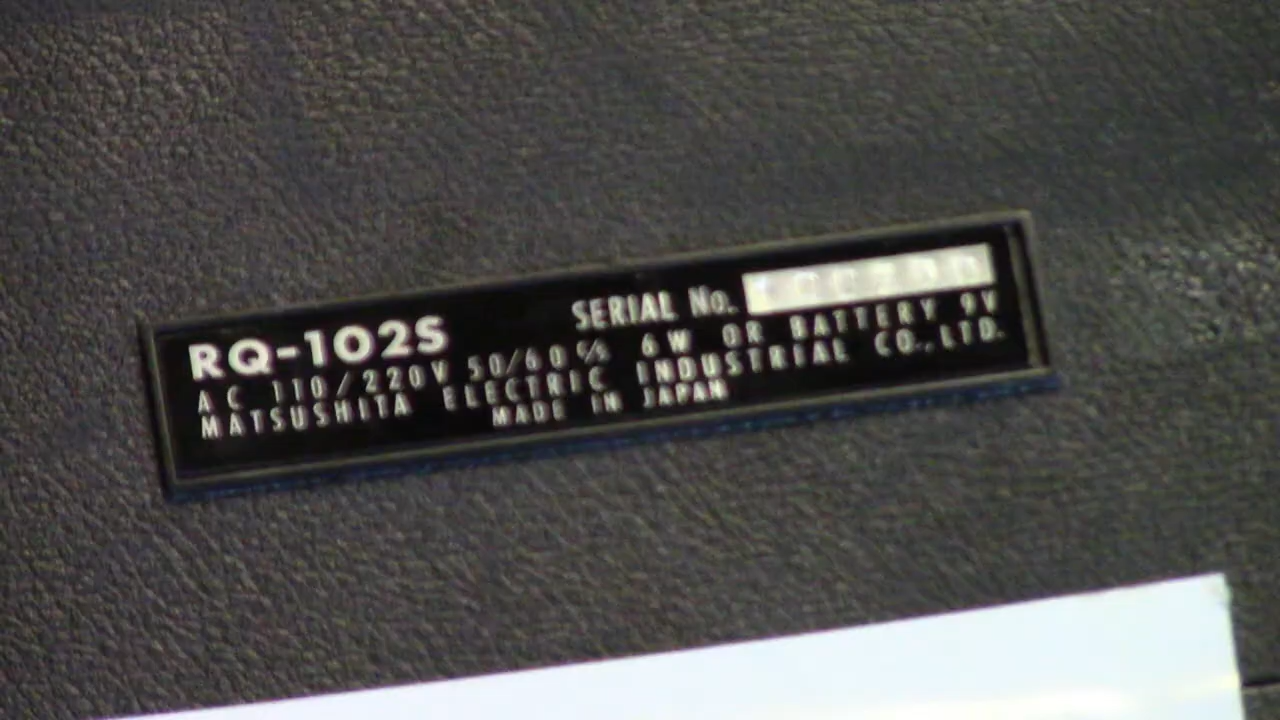 RQ-102S SERIAL No.
AC 110/220V 50/60 c/s 6W OR BATTERY 9V
MATSUSHITA ELECTRIC INDUSTRIAL CO.,LTD.
MADE IN JAPAN